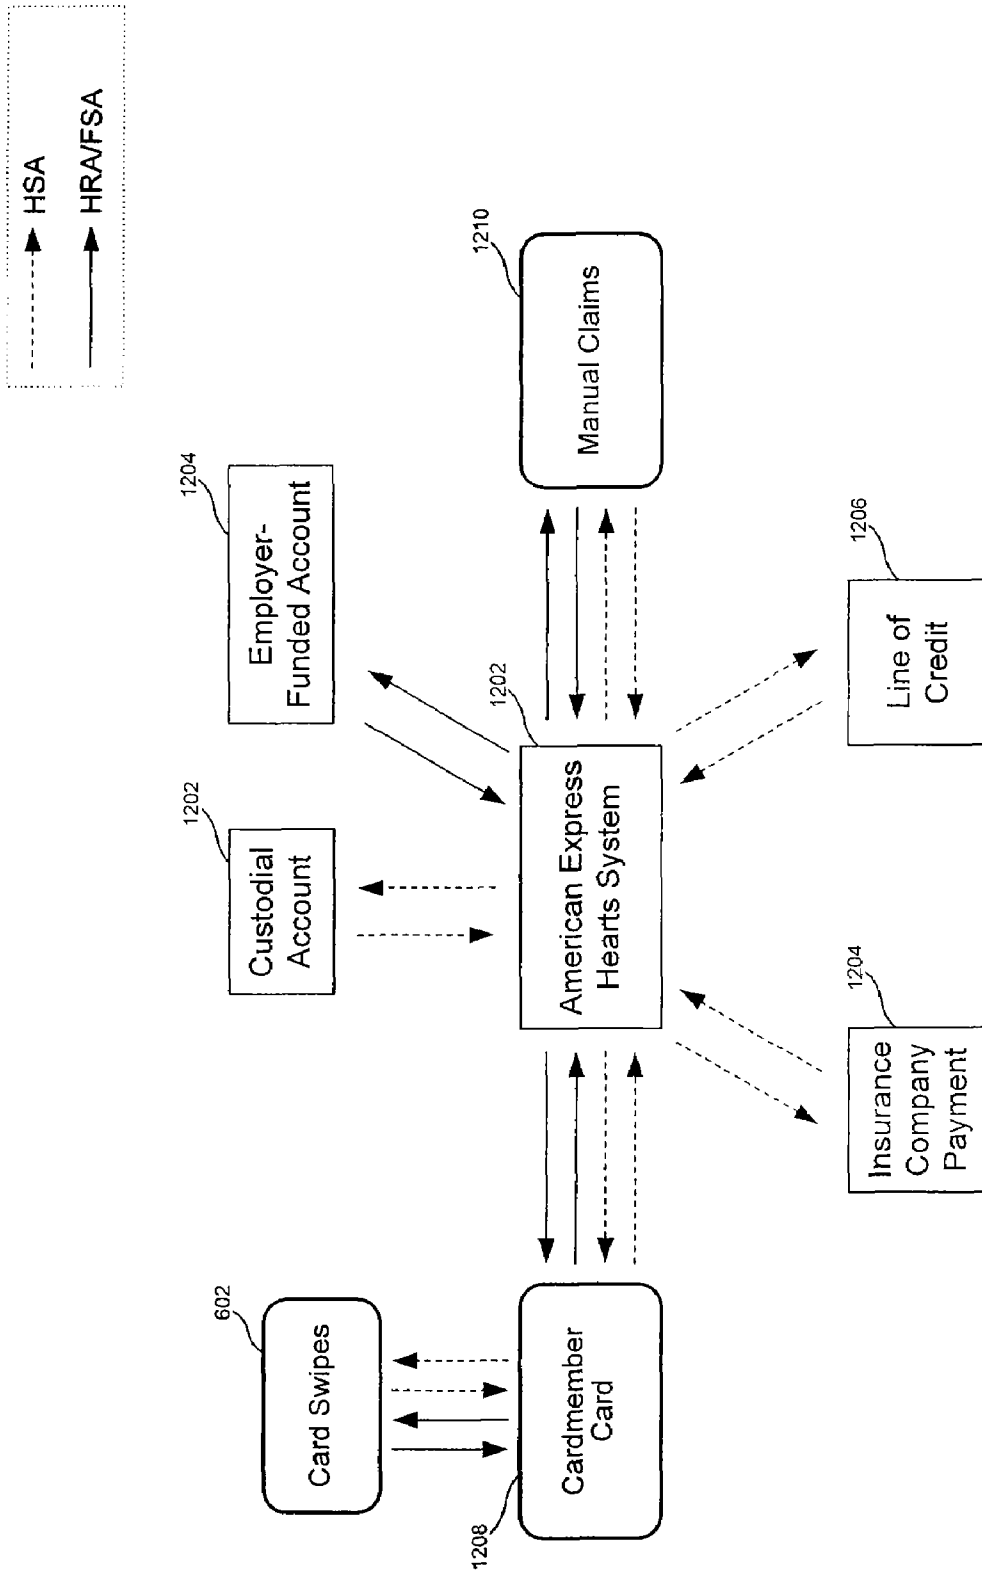 HSA
HRA/FSA
602
Card Swipes
1202
Custodial
Account
1204
Employer-
Funded Account
1208
Cardmember
Card
1202
American Express
Hearts System
1210
Manual Claims
1204
Insurance
Company
Payment
1206
Line of
Credit